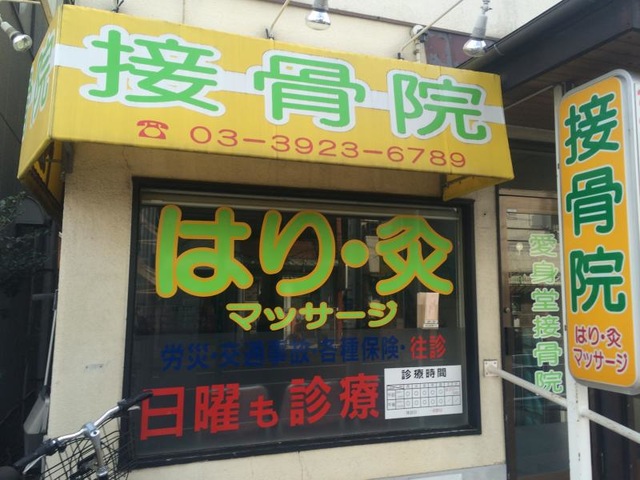 接骨院
☎ 03-3923-6789
はり・灸
マッサージ
労災・交通事故・各種保険・往診
日曜も診療
診療時間
愛身堂接骨院
接骨院
はり・灸
マッサージ